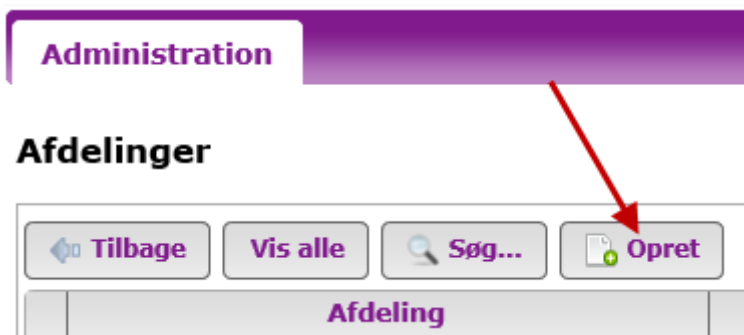 Administration
Afdelinger
Tilbage Vis alle Søg... Opret
Afdeling